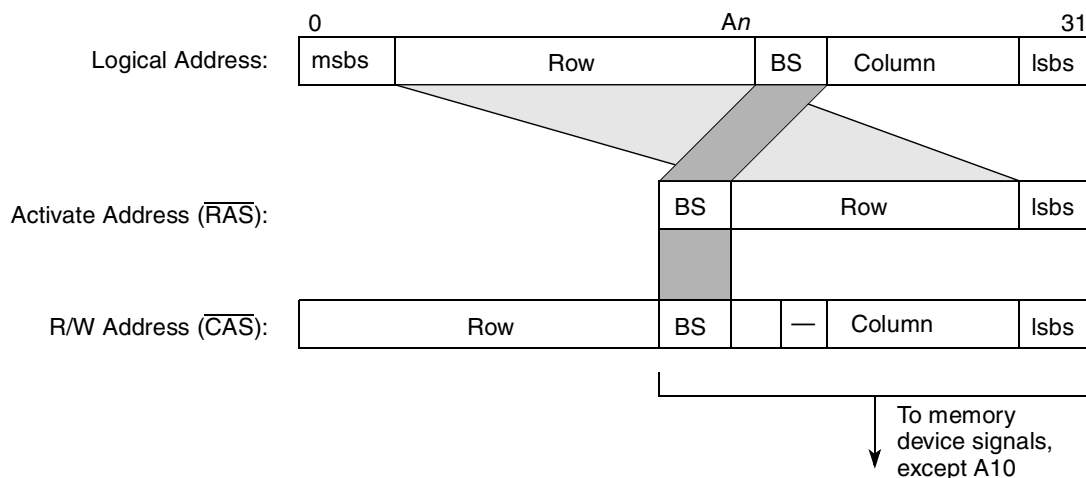 0 An 31
Logical Address: msbs Row BS Column lsbs
Activate Address (RAS): BS Row lsbs
R/W Address (CAS): Row BS — Column lsbs
To memory
device signals,
except A10